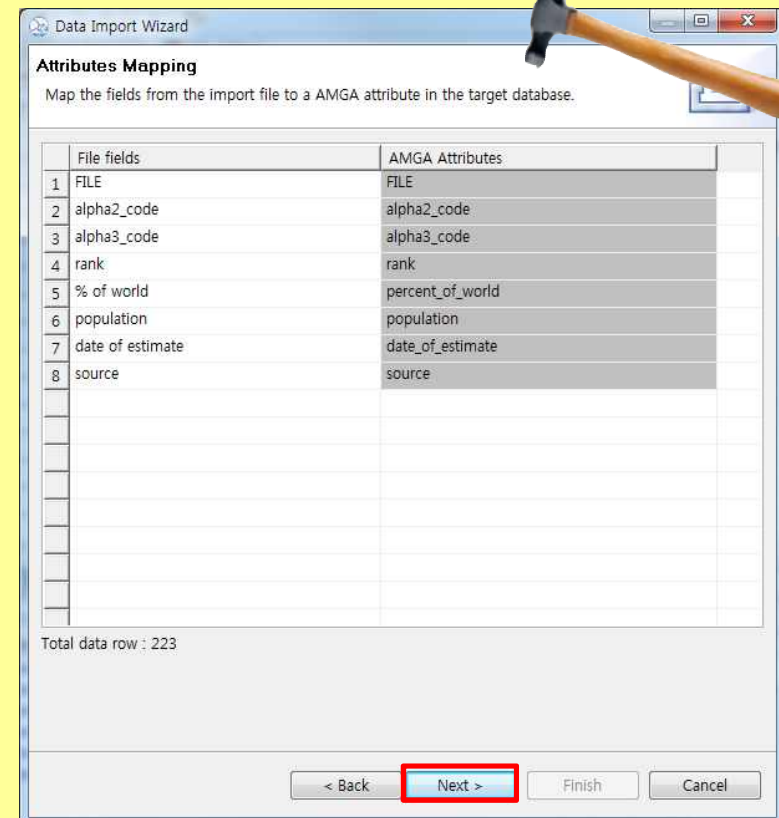 Data Import Wizard
Attributes Mapping
Map the fields from the import file to a AMGA attribute in the target database.
File fields AMGA Attributes
1 FILE FILE
2 alpha2_code alpha2_code
3 alpha3_code alpha3_code
4 rank rank
5 % of world percent_of_world
6 population population
7 date of estimate date_of_estimate
8 source source
Total data row : 223
< Back Next > Finish Cancel